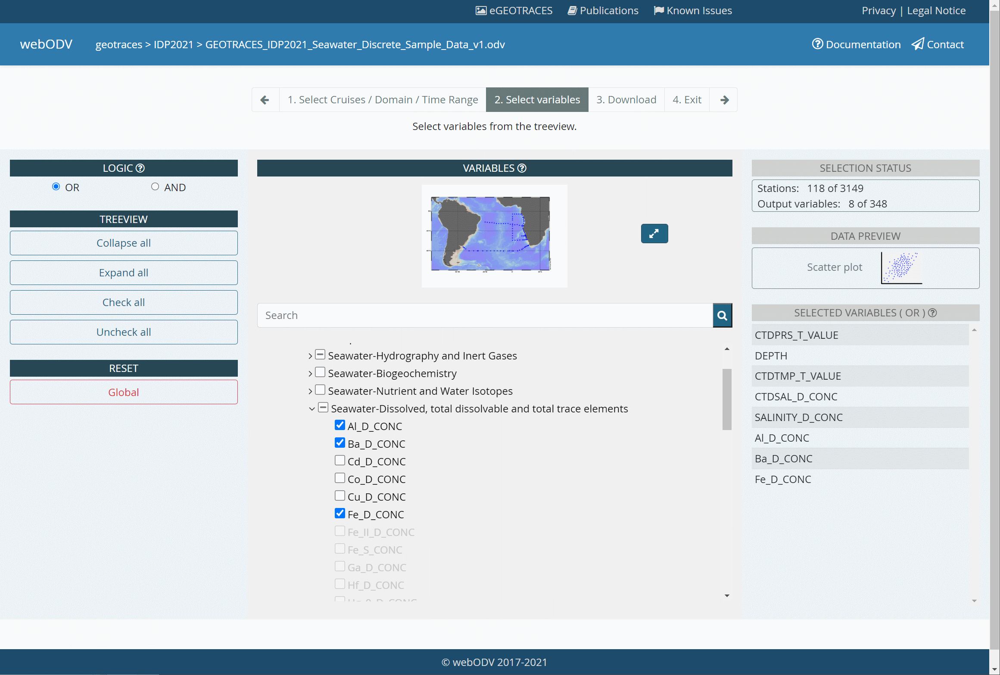 eGEOTRACES Publications Known Issues Privacy | Legal Notice
webODV geotraces > IDP2021 > GEOTRACES_IDP2021_Seawater_Discrete_Sample_Data_v1.odv Documentation Contact
1. Select Cruises / Domain / Time Range 2. Select variables 3. Download 4. Exit
Select variables from the treeview.
LOGIC
OR AND
TREEVIEW
Collapse all
Expand all
Check all
Uncheck all
RESET
Global
VARIABLES
Search
Seawater-Hydrography and Inert Gases
Seawater-Biogeochemistry
Seawater-Nutrient and Water Isotopes
Seawater-Dissolved, total dissolvable and total trace elements
Al_D_CONC
Ba_D_CONC
Cd_D_CONC
Co_D_CONC
Cu_D_CONC
Fe_D_CONC
Fe_II_D_CONC
Fe_S_CONC
Ga_D_CONC
Hf_D_CONC
SELECTION STATUS
Stations: 118 of 3149
Output variables: 8 of 348
DATA PREVIEW
Scatter plot
SELECTED VARIABLES ( OR )
CTDPRS_T_VALUE
DEPTH
CTDTMP_T_VALUE
CTDSAL_D_CONC
SALINITY_D_CONC
Al_D_CONC
Ba_D_CONC
Fe_D_CONC
© webODV 2017-2021